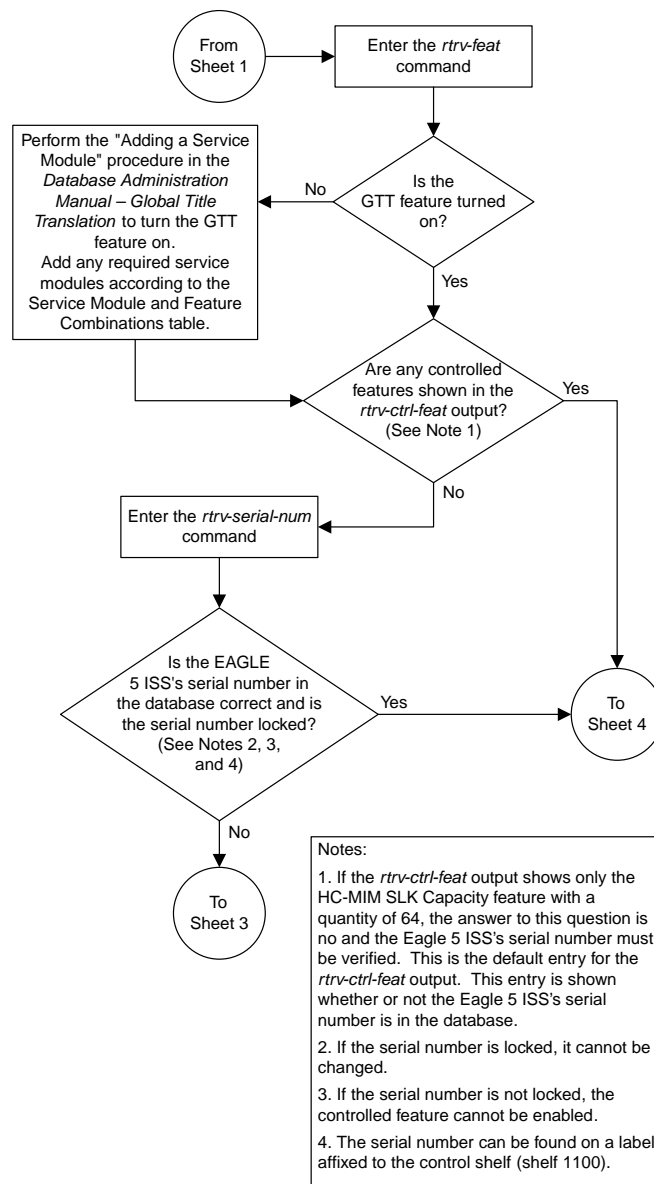 From
Sheet 1
Enter the rtrv-feat
command
Perform the "Adding a Service
Module" procedure in the
Database Administration
Manual – Global Title
Translation to turn the GTT
feature on.
Add any required service
modules according to the
Service Module and Feature
Combinations table.
No
Is the
GTT feature turned
on?
Yes
Are any controlled
features shown in the
rtrv-ctrl-feat output?
(See Note 1)
Yes
No
Enter the rtrv-serial-num
command
Is the EAGLE
5 ISS's serial number in
the database correct and is
the serial number locked?
(See Notes 2, 3,
and 4)
Yes
To
Sheet 4
No
To
Sheet 3
Notes:
1. If the rtrv-ctrl-feat output shows only the
HC-MIM SLK Capacity feature with a
quantity of 64, the answer to this question is
no and the Eagle 5 ISS's serial number must
be verified. This is the default entry for the
rtrv-ctrl-feat output. This entry is shown
whether or not the Eagle 5 ISS's serial
number is in the database.
2. If the serial number is locked, it cannot be
changed.
3. If the serial number is not locked, the
controlled feature cannot be enabled.
4. The serial number can be found on a label
affixed to the control shelf (shelf 1100).